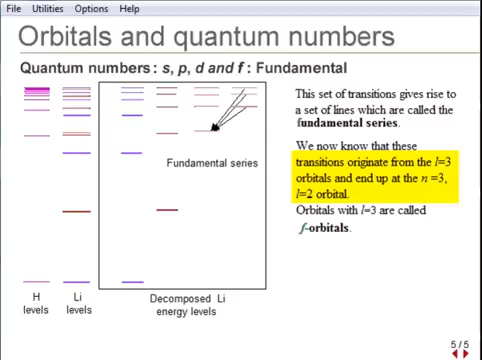 File Utilities Options Help
Orbitals and quantum numbers
Quantum numbers: s, p, d and f: Fundamental
This set of transitions gives rise to
a set of lines which are called the
fundamental series.
We now know that these
transitions originate from the l=3
orbitals and end up at the n =3,
l=2 orbital.
Orbitals with l=3 are called
f-orbitals.
Fundamental series
H
levels
Li
levels
Decomposed Li
energy levels
5 / 5